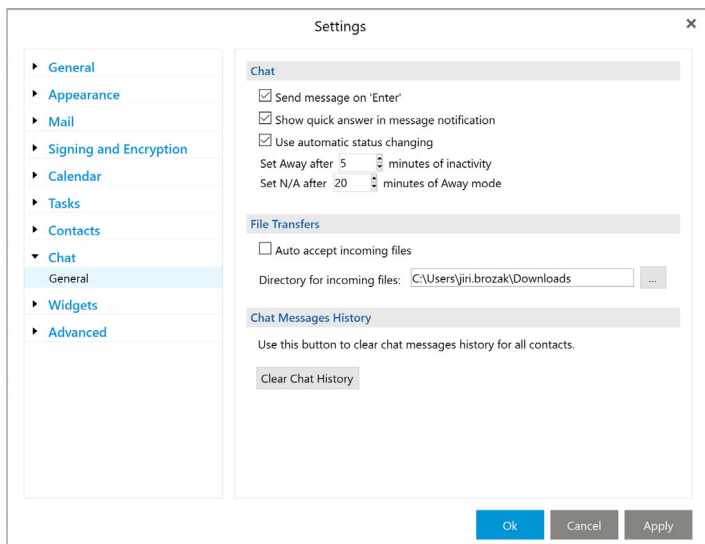 Settings
General
Appearance
Mail
Signing and Encryption
Calendar
Tasks
Contacts
Chat
General
Widgets
Advanced
Chat
Send message on 'Enter'
Show quick answer in message notification
Use automatic status changing
Set Away after 5 minutes of inactivity
Set N/A after 20 minutes of Away mode
File Transfers
Auto accept incoming files
Directory for incoming files: C:\Users\jiri.brozak\Downloads ...
Chat Messages History
Use this button to clear chat messages history for all contacts.
Clear Chat History
Ok Cancel Apply